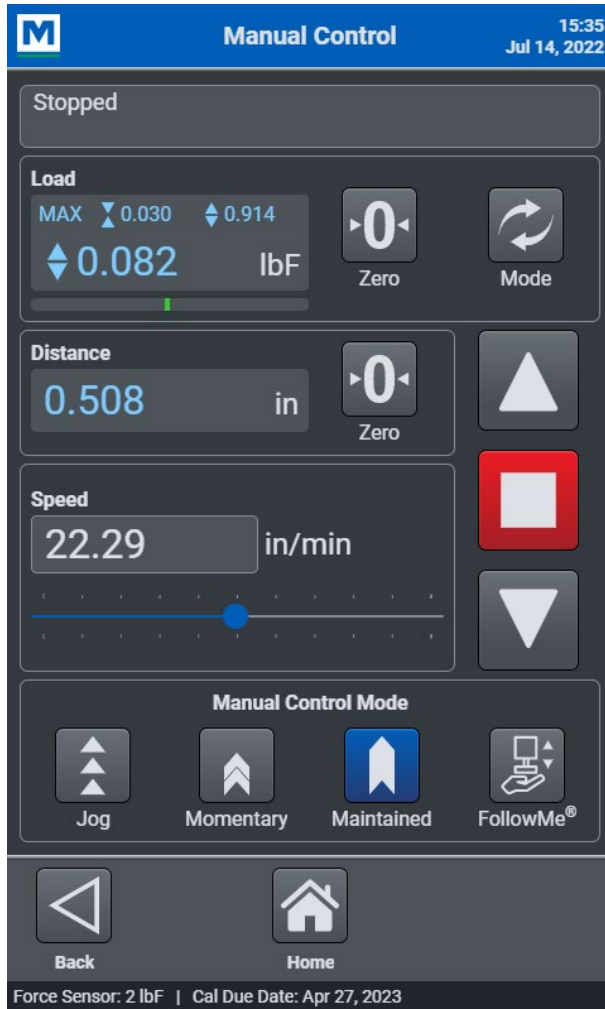 M
Manual Control
15:35
Jul 14, 2022
Stopped
Load
MAX 0.030 0.914
0.082 lbF
0
Zero
Mode
Distance
0.508 in
0
Zero
Speed
22.29 in/min
Manual Control Mode
Jog
Momentary
Maintained
FollowMe®
Back
Home
Force Sensor: 2 lbF | Cal Due Date: Apr 27, 2023